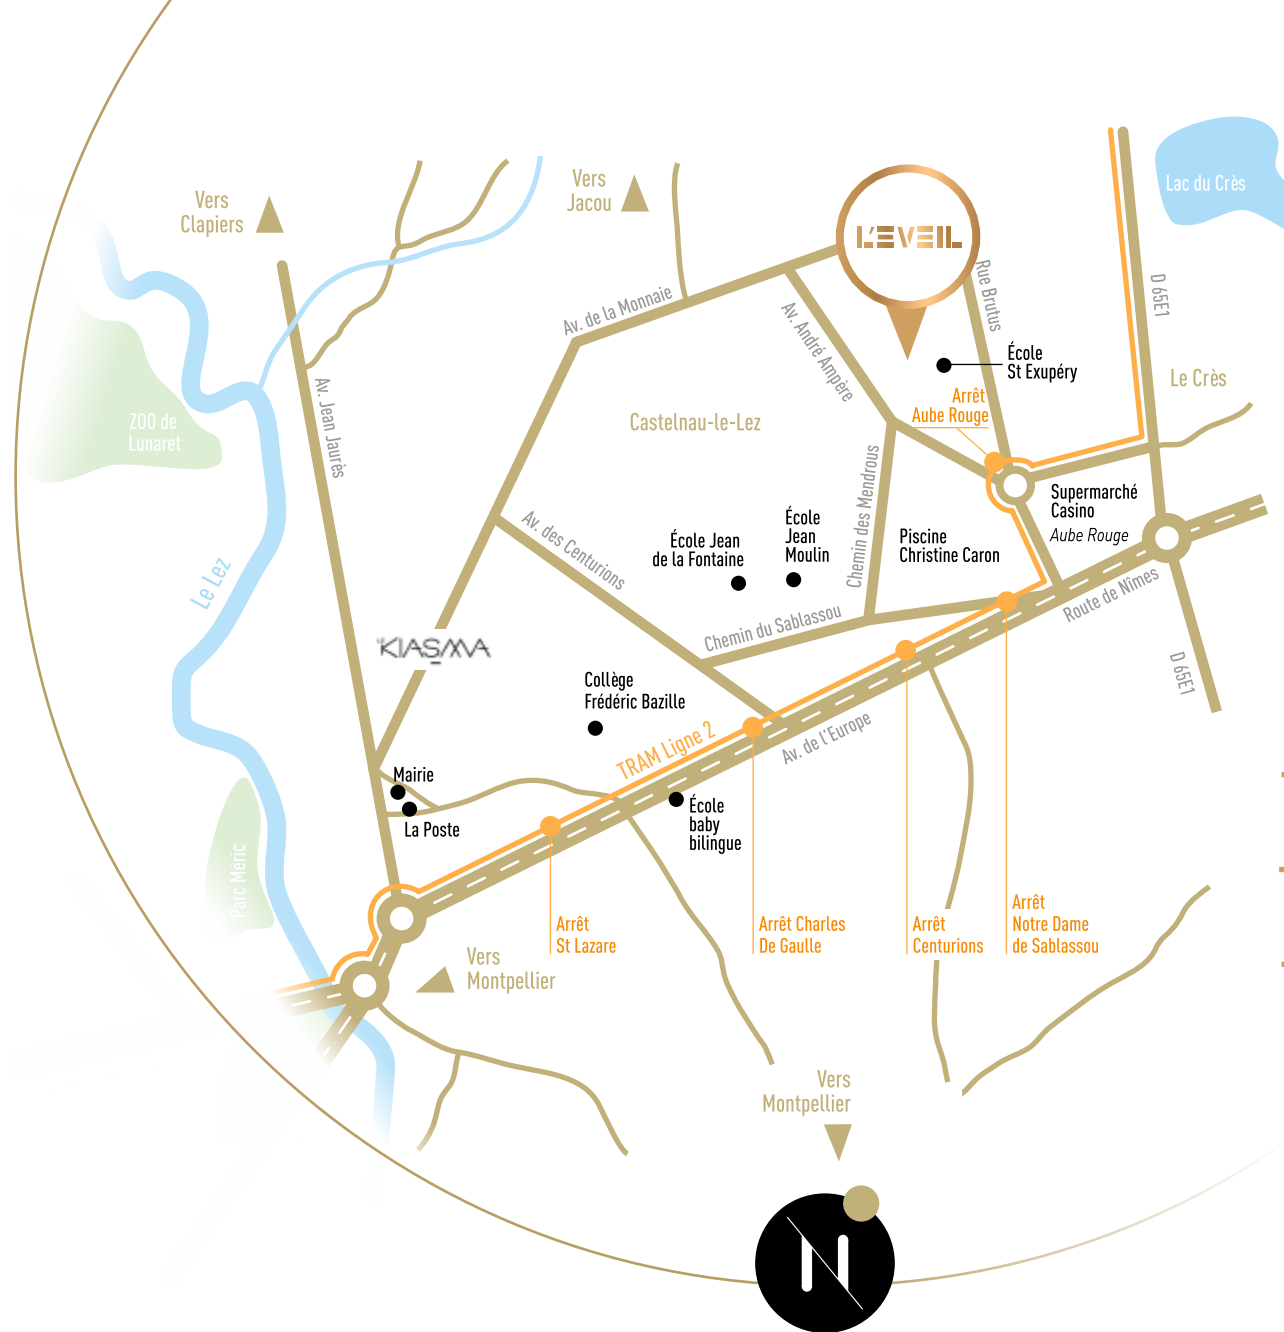 Vers
Clapiers
Vers
Jacou
L'EVEIL
Lac du Crès
D 65E1
Rue Brutus
Av. de la Monnaie
Av. André Ampère
École
St Exupéry
Le Crès
Arrêt
Aube Rouge
Av. Jean Jaurès
ZOO de
Lunaret
Castelnau-le-Lez
Chemin des Mendrous
Supermarché
Casino
Aube Rouge
Av. des Centurions
École Jean
de la Fontaine
École
Jean
Moulin
Piscine
Christine Caron
Le Lez
Route de Nîmes
Chemin du Sablassou
LE KIASMA
D 65E1
Collège
Frédéric Bazille
TRAM Ligne 2
Av. de l'Europe
Mairie
La Poste
École
baby
bilingue
Parc Méric
Arrêt
St Lazare
Arrêt Charles
De Gaulle
Arrêt
Centurions
Arrêt
Notre Dame
de Sablassou
Vers
Montpellier
Vers
Montpellier
N